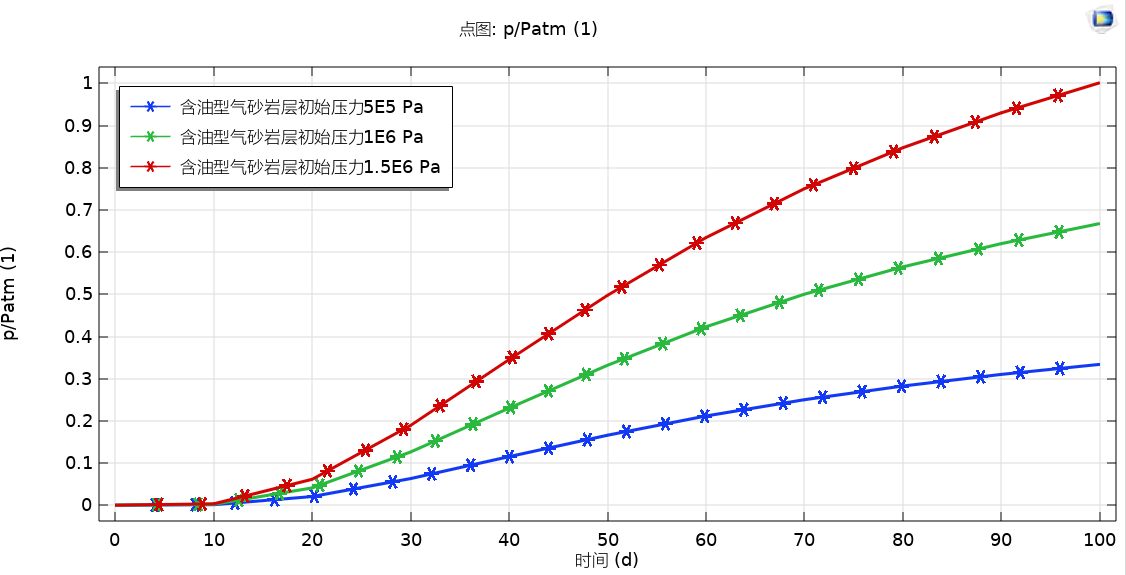 点图: p/Patm (1)
1
0.9
0.8
0.7
0.6
0.5
0.4
0.3
0.2
0.1
0
含油型气砂岩层初始压力5E5 Pa
含油型气砂岩层初始压力1E6 Pa
含油型气砂岩层初始压力1.5E6 Pa
p/Patm (1)
0 10 20 30 40 50 60 70 80 90 100
时间 (d)